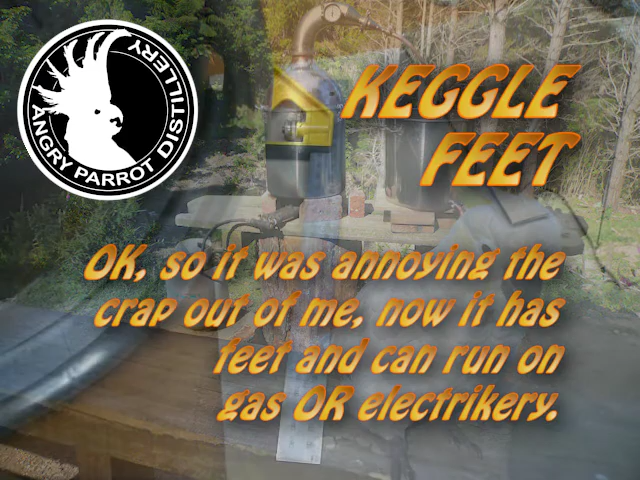 ANGRY PARROT DISTILLERY
KEGGLE
FEET
OK, so it was annoying the
crap out of me, now it has
feet and can run on
gas OR electrikery.